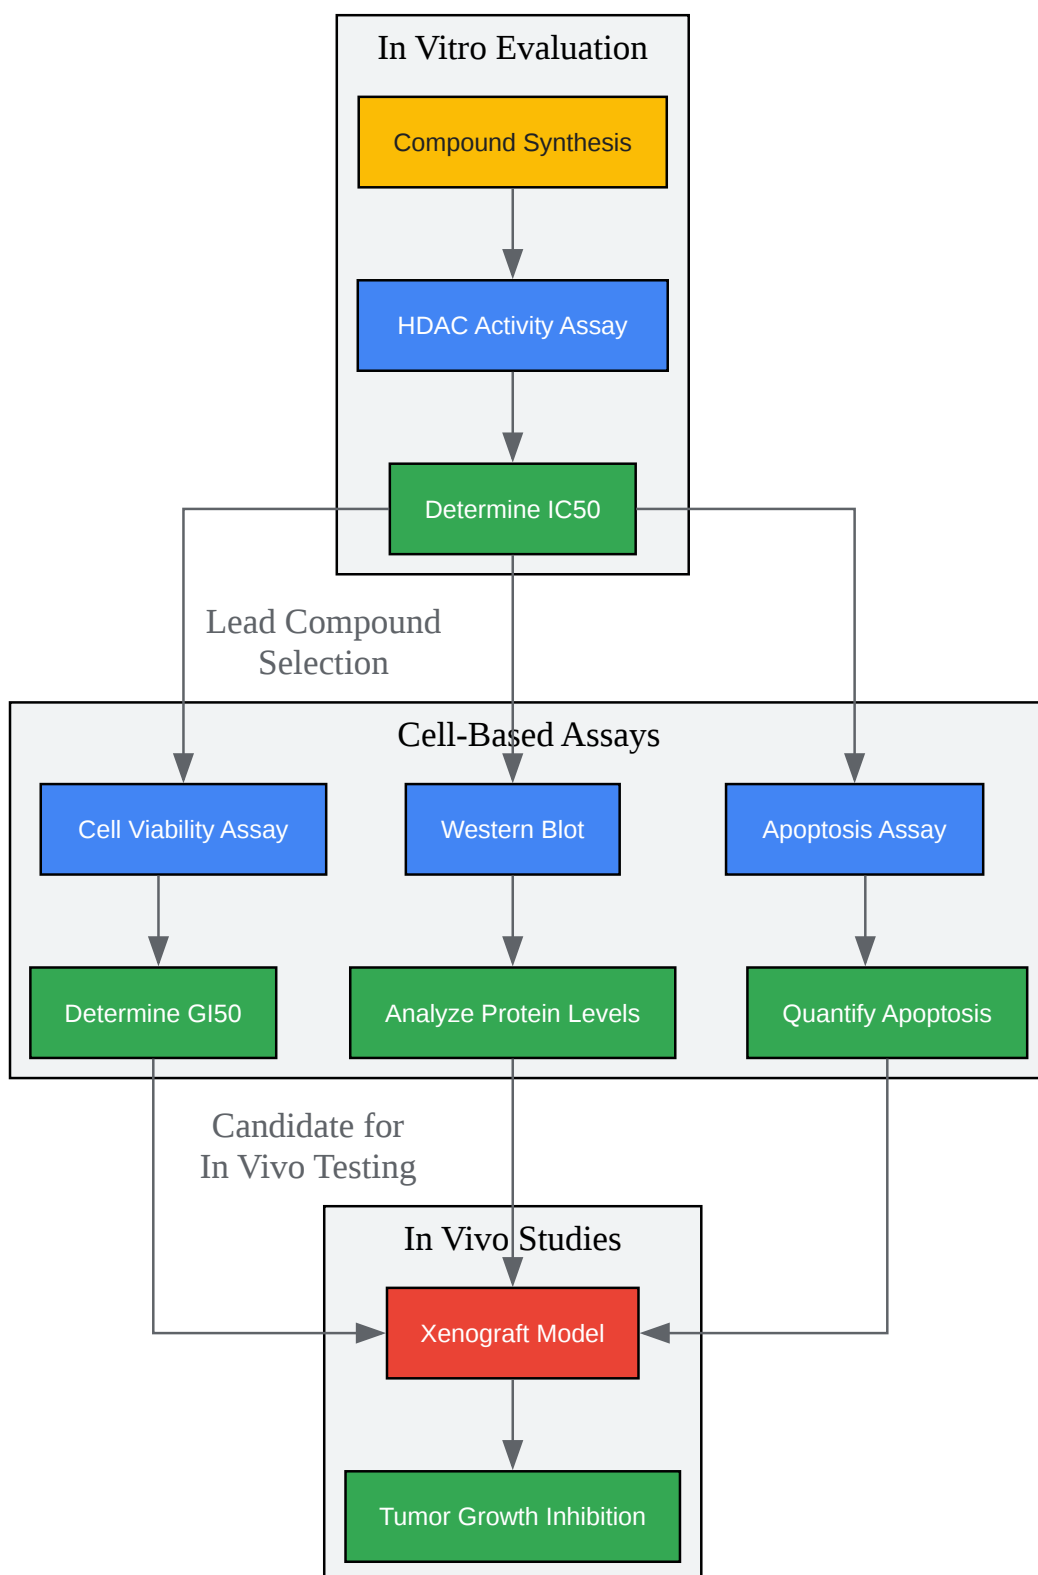 In Vitro Evaluation
Compound Synthesis
HDAC Activity Assay
Determine IC50
Lead Compound
Selection
Cell-Based Assays
Cell Viability Assay
Western Blot
Apoptosis Assay
Determine GI50
Analyze Protein Levels
Quantify Apoptosis
Candidate for
In Vivo Testing
In Vivo Studies
Xenograft Model
Tumor Growth Inhibition